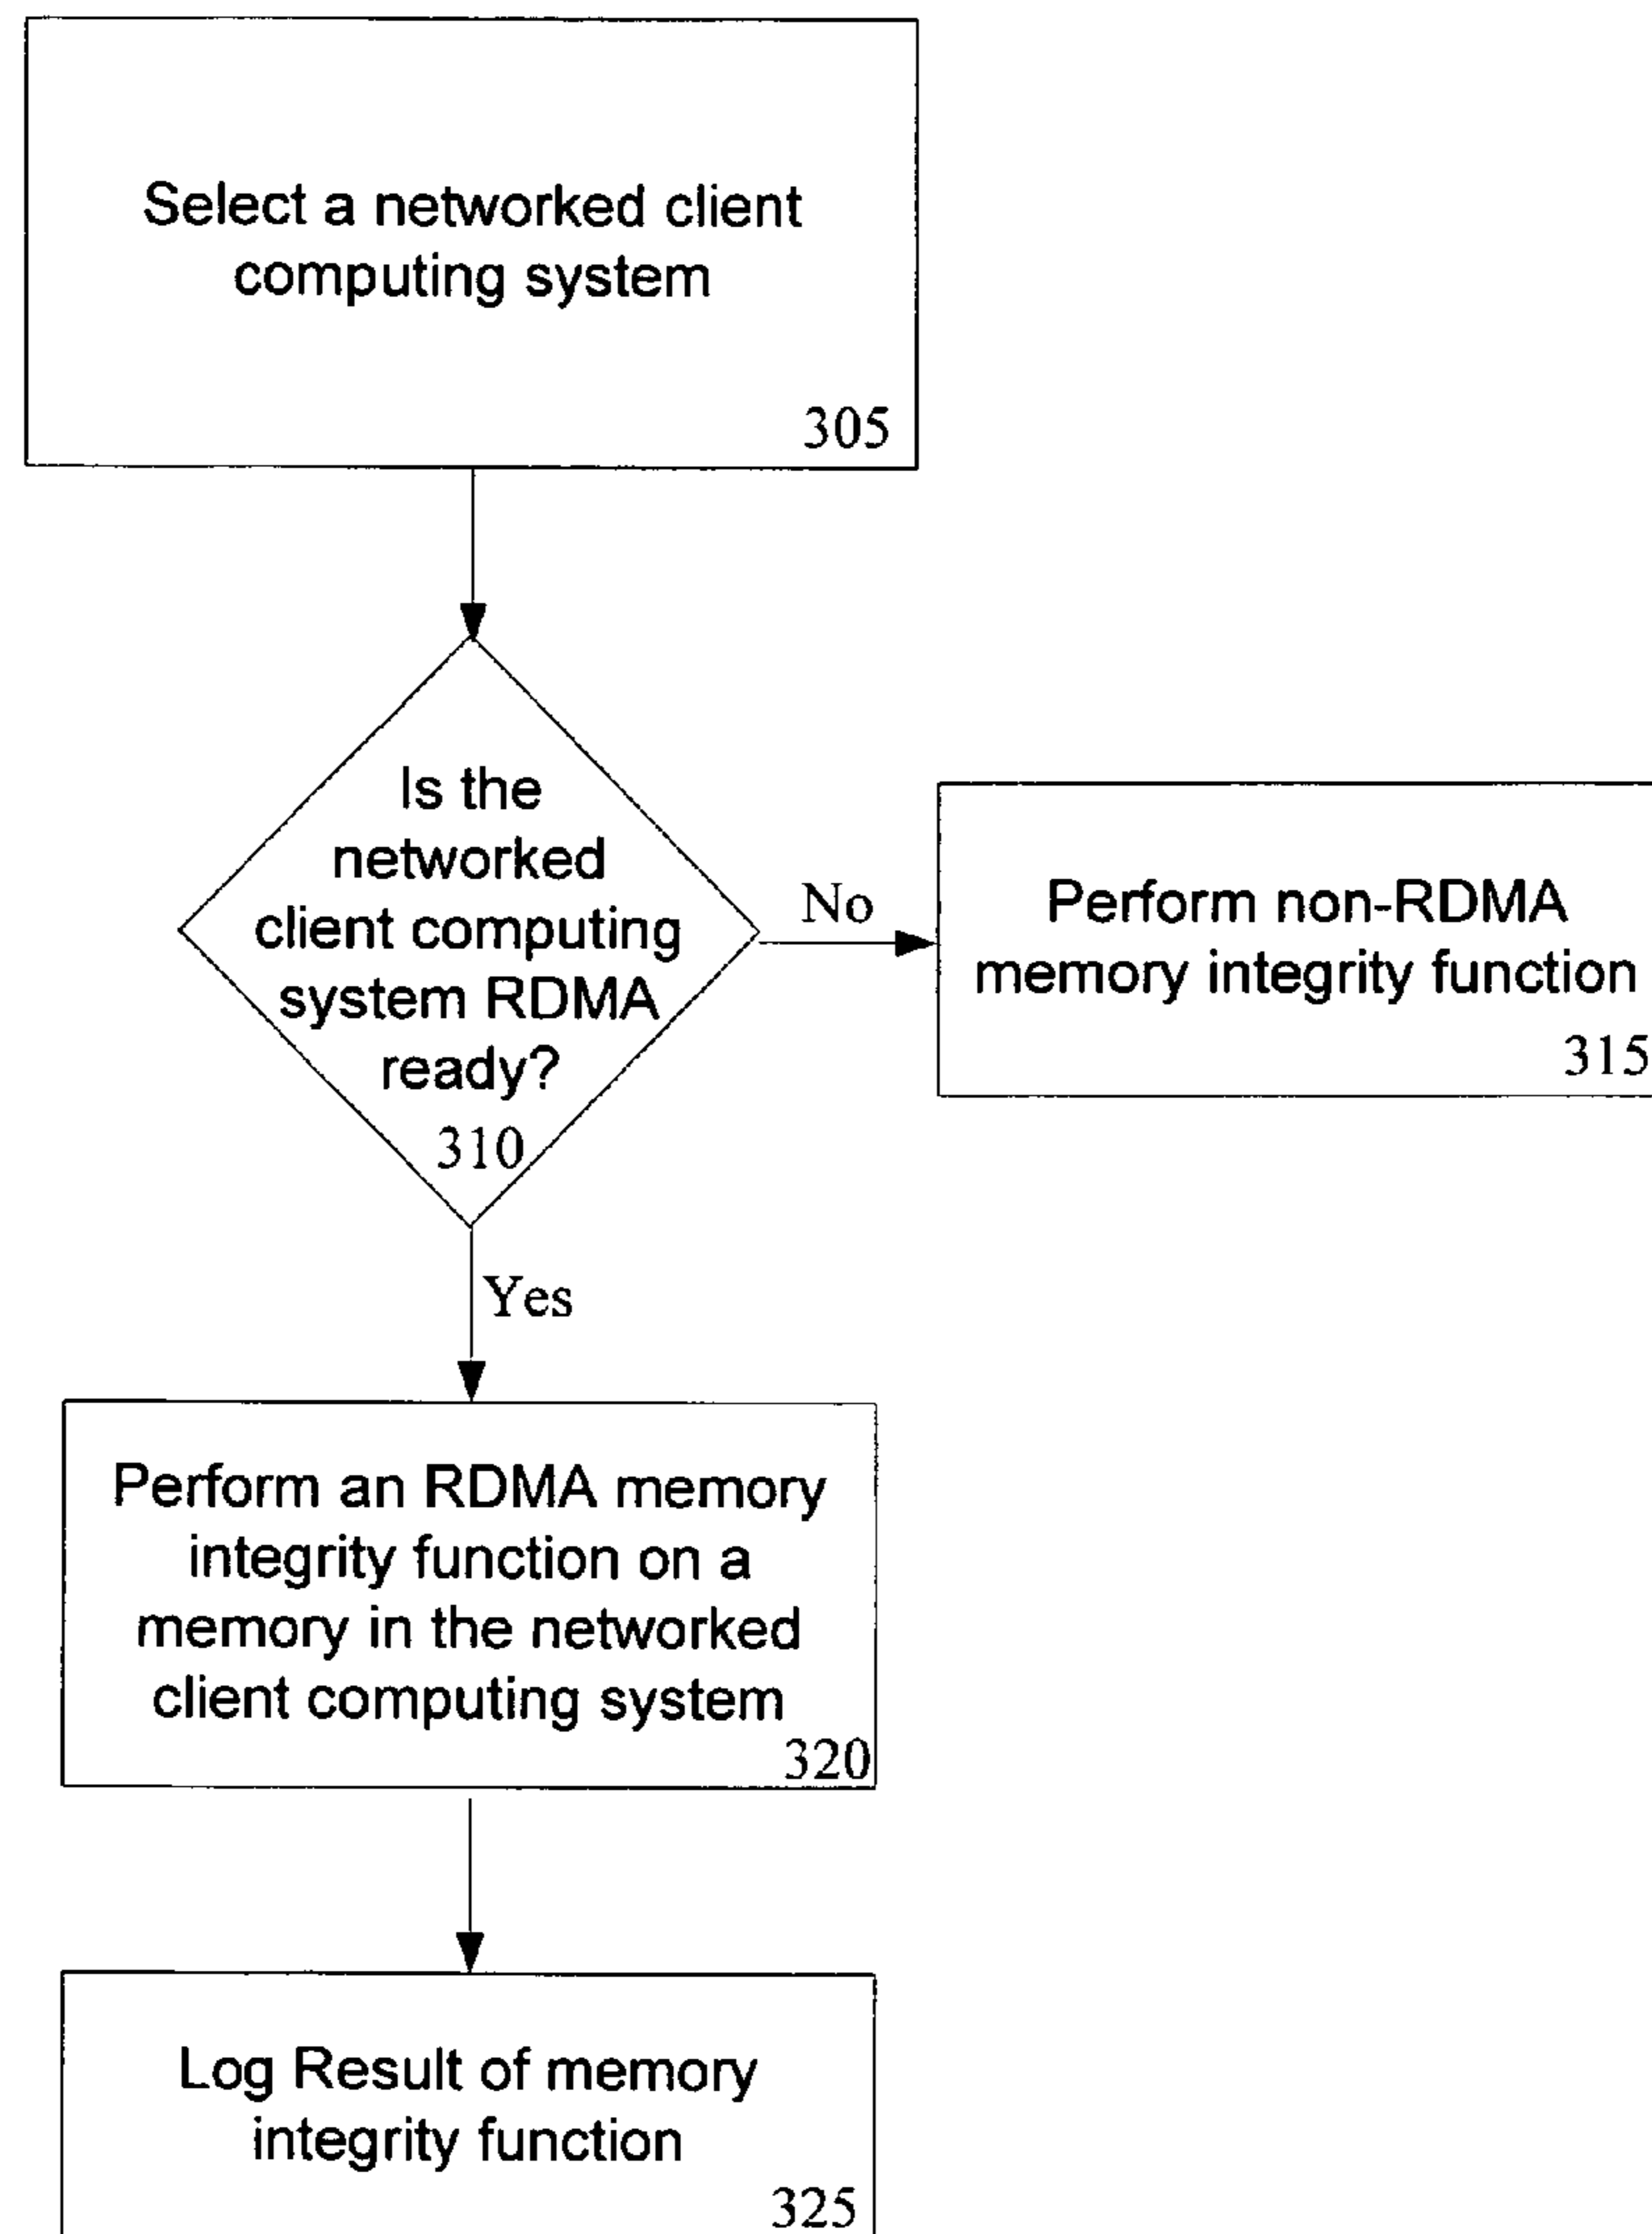 Select a networked client
computing system
305
Is the
networked
client computing
system RDMA
ready?
310
No
Perform non-RDMA
memory integrity function
315
Yes
Perform an RDMA memory
integrity function on a
memory in the networked
client computing system
320
Log Result of memory
integrity function
325